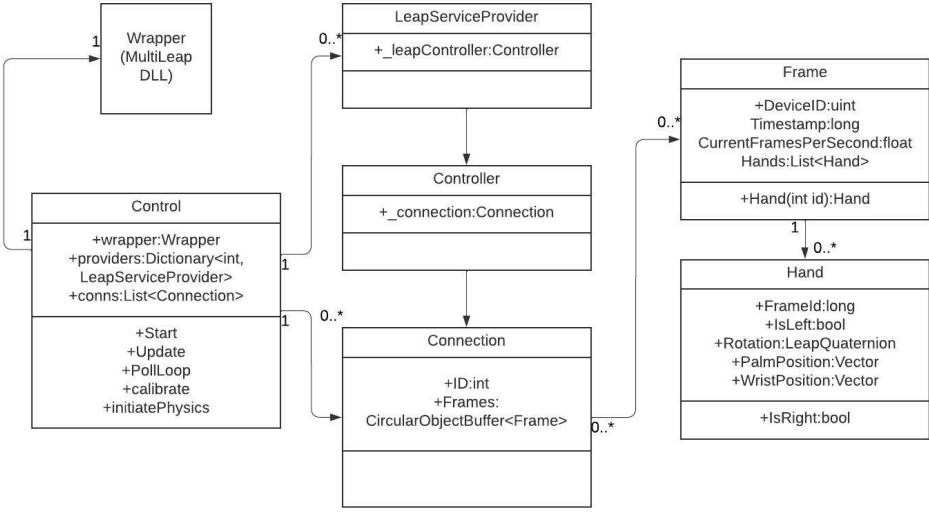 Wrapper
(MultiLeap
DLL)
1
1
Control
+wrapper:Wrapper
+providers:Dictionary<int,
LeapServiceProvider>
+conns:List<Connection>
+Start
+Update
+PollLoop
+calibrate
+initiatePhysics
1
0..*
1
0..*
LeapServiceProvider
+_leapController:Controller
Controller
+_connection:Connection
Connection
+ID:int
+Frames:
CircularObjectBuffer<Frame>
0..*
0..*
Frame
+DeviceID:uint
Timestamp:long
CurrentFramesPerSecond:float
Hands:List<Hand>
+Hand(int id):Hand
1
0..*
Hand
+FrameId:long
+IsLeft:bool
+Rotation:LeapQuaternion
+PalmPosition:Vector
+WristPosition:Vector
+IsRight:bool